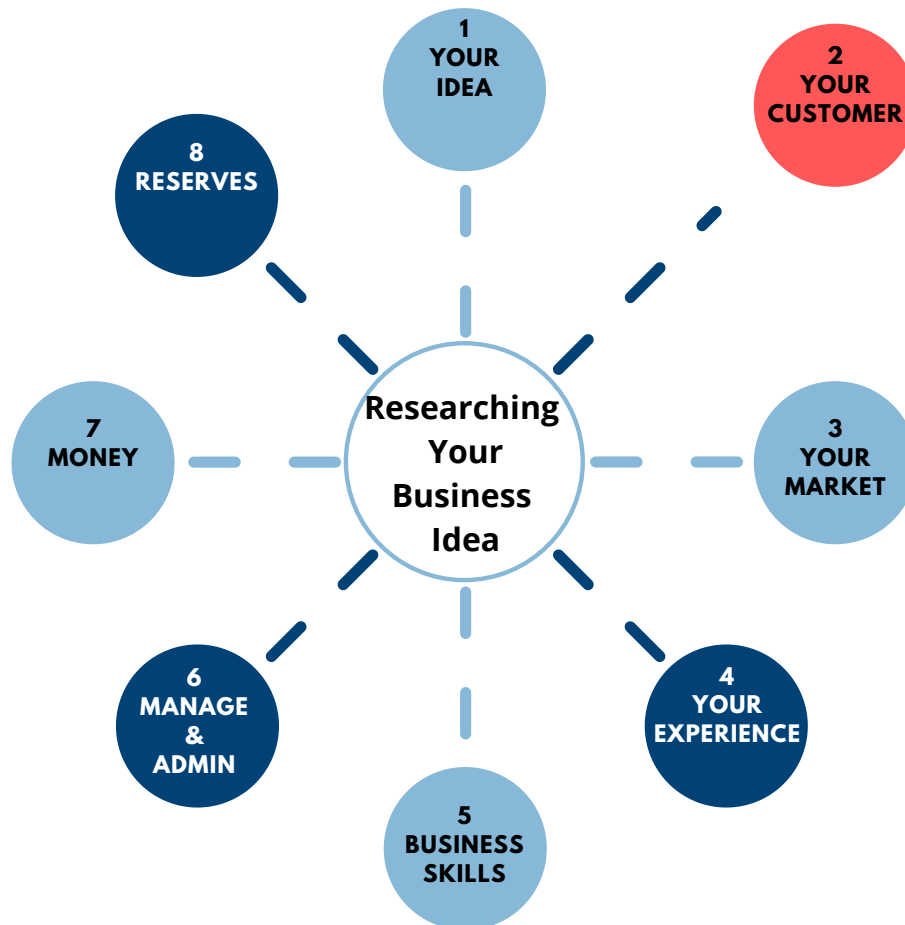 Researching
Your
Business
Idea
1
YOUR
IDEA
2
YOUR
CUSTOMER
3
YOUR
MARKET
4
YOUR
EXPERIENCE
5
BUSINESS
SKILLS
6
MANAGE
&
ADMIN
7
MONEY
8
RESERVES